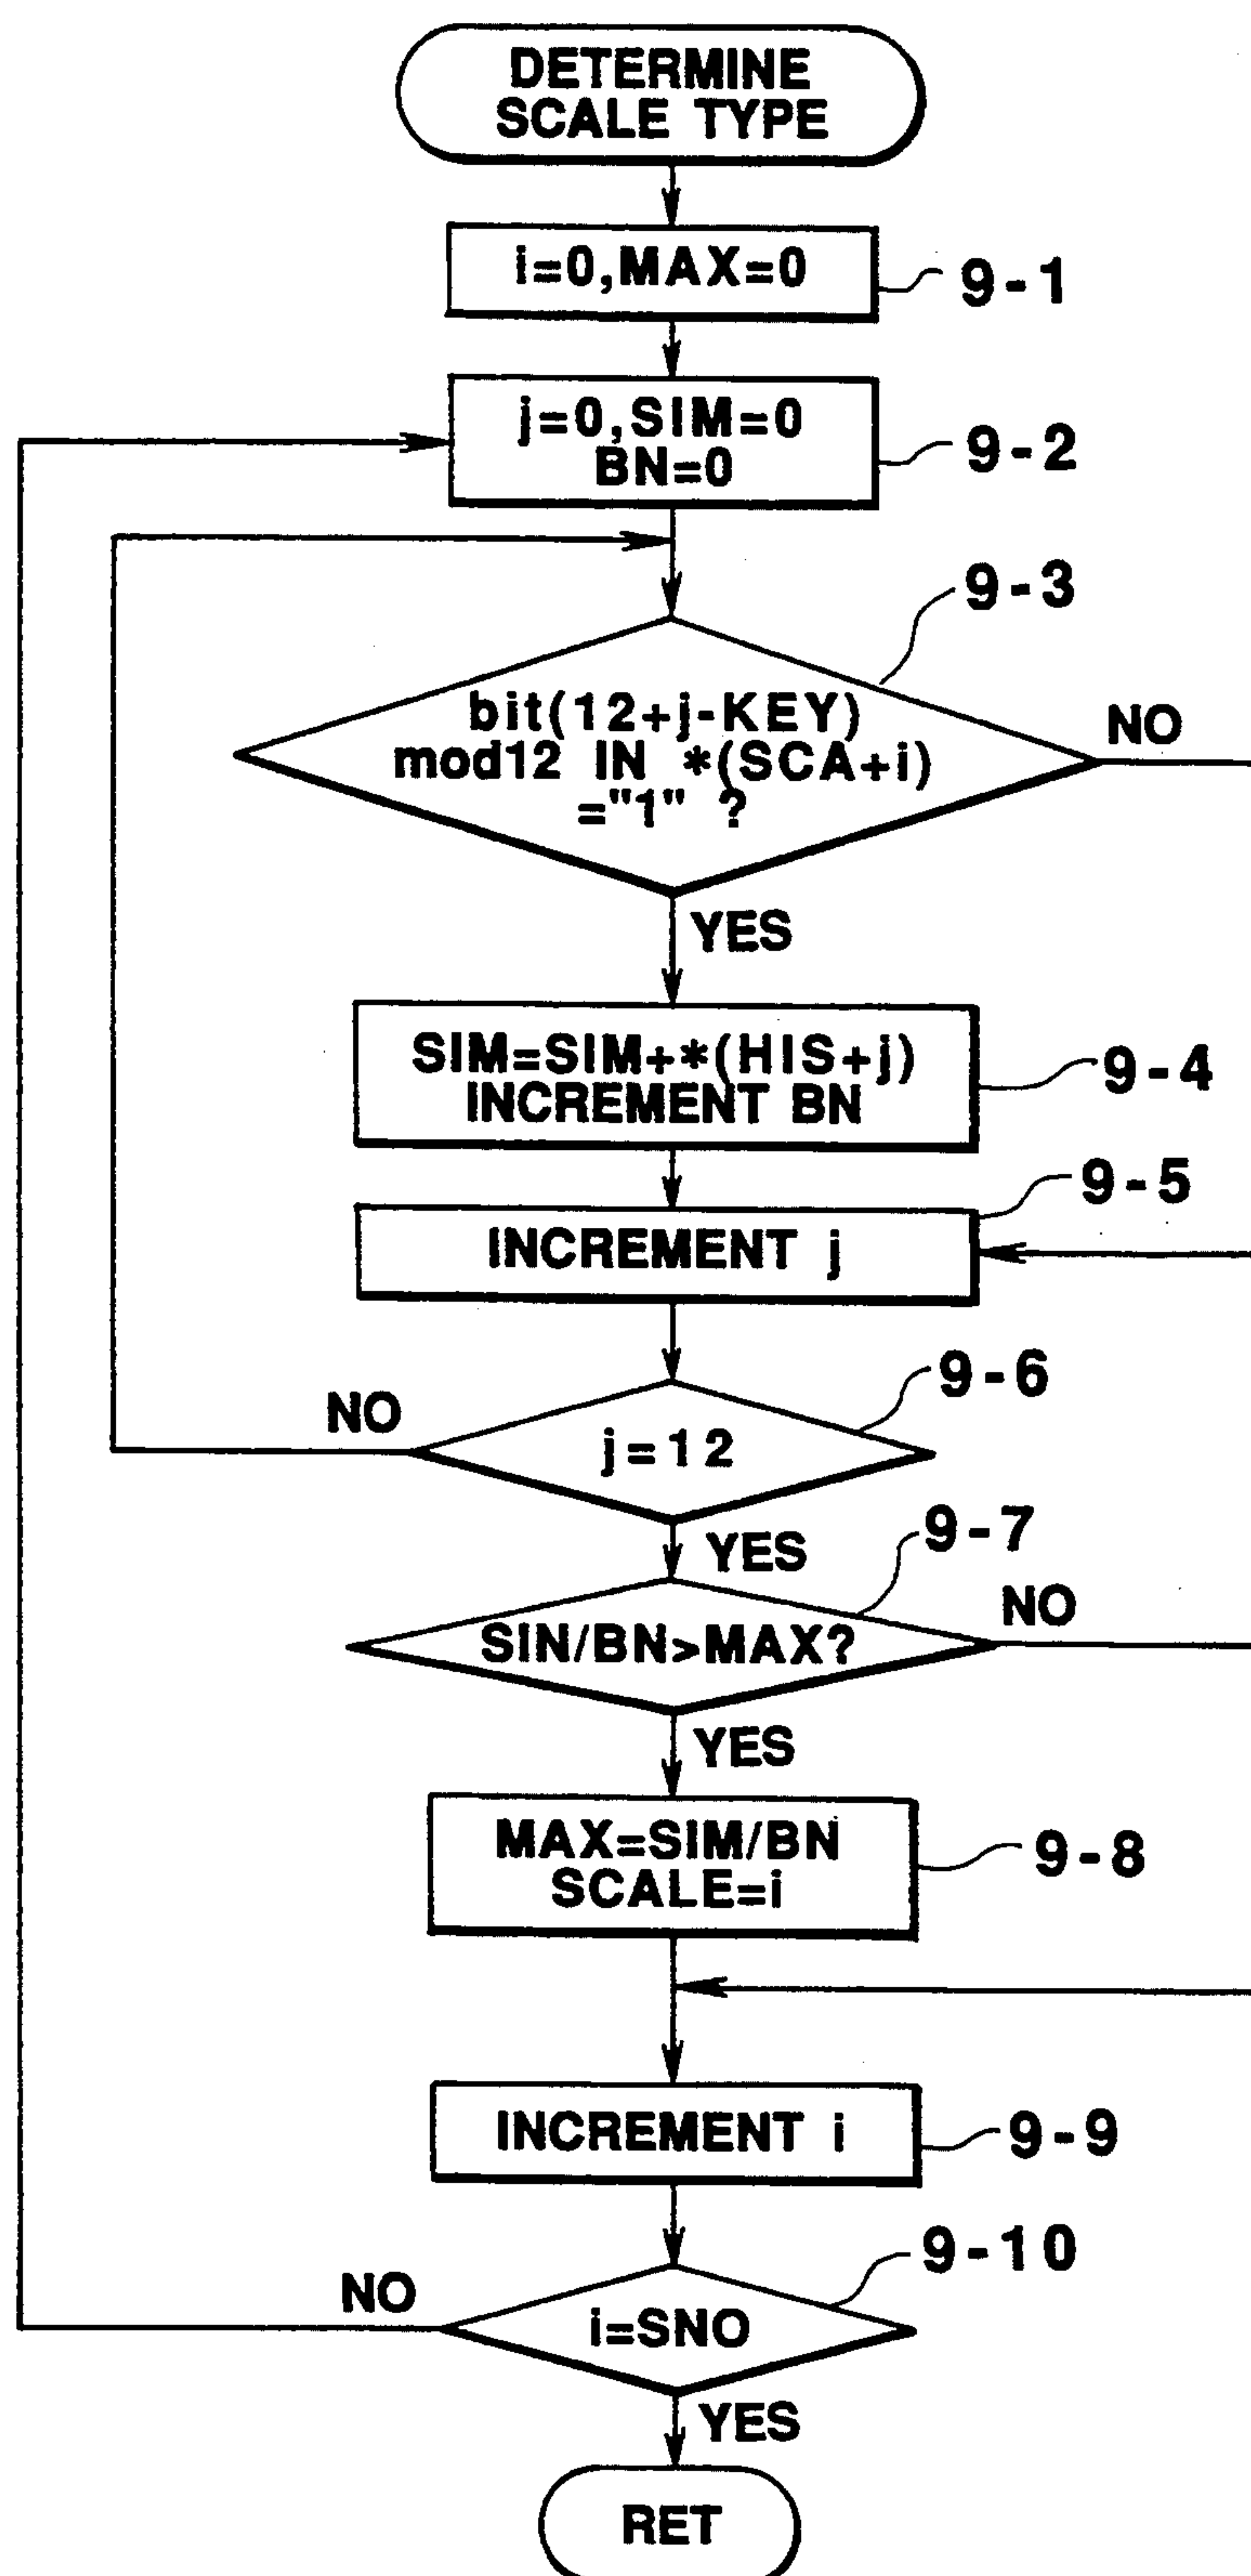 DETERMINE
SCALE TYPE
i=0,MAX=0
9-1
j=0,SIM=0
BN=0
9-2
9-3
bit(12+j-KEY)
mod12 IN *(SCA+i)
="1" ?
NO
YES
SIM=SIM+*(HIS+j)
INCREMENT BN
9-4
9-5
INCREMENT j
9-6
NO
j=12
9-7
YES
NO
SIN/BN>MAX?
YES
MAX=SIM/BN
SCALE=i
9-8
INCREMENT i
9-9
9-10
NO
i=SNO
YES
RET